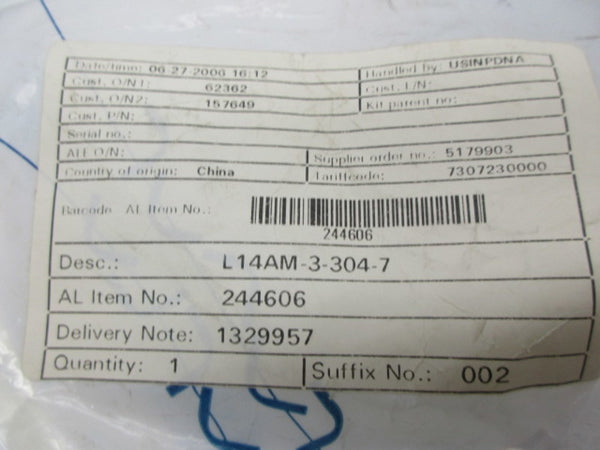 Date/time: 06-27-2006 16:12 Handled by: USINPDNA
Cust. O/N1: 62362 Cust. L/N:
Cust. O/N2: 157649 Kit parent no:
Cust. P/N:
Serial no.:
Alt O/N: Supplier order no.: 5179903
Country of origin: China Tariffcode: 7307230000
Barcode AL Item No.:
244606
Desc.: L14AM-3-304-7
AL Item No.: 244606
Delivery Note: 1329957
Quantity: 1 Suffix No.: 002